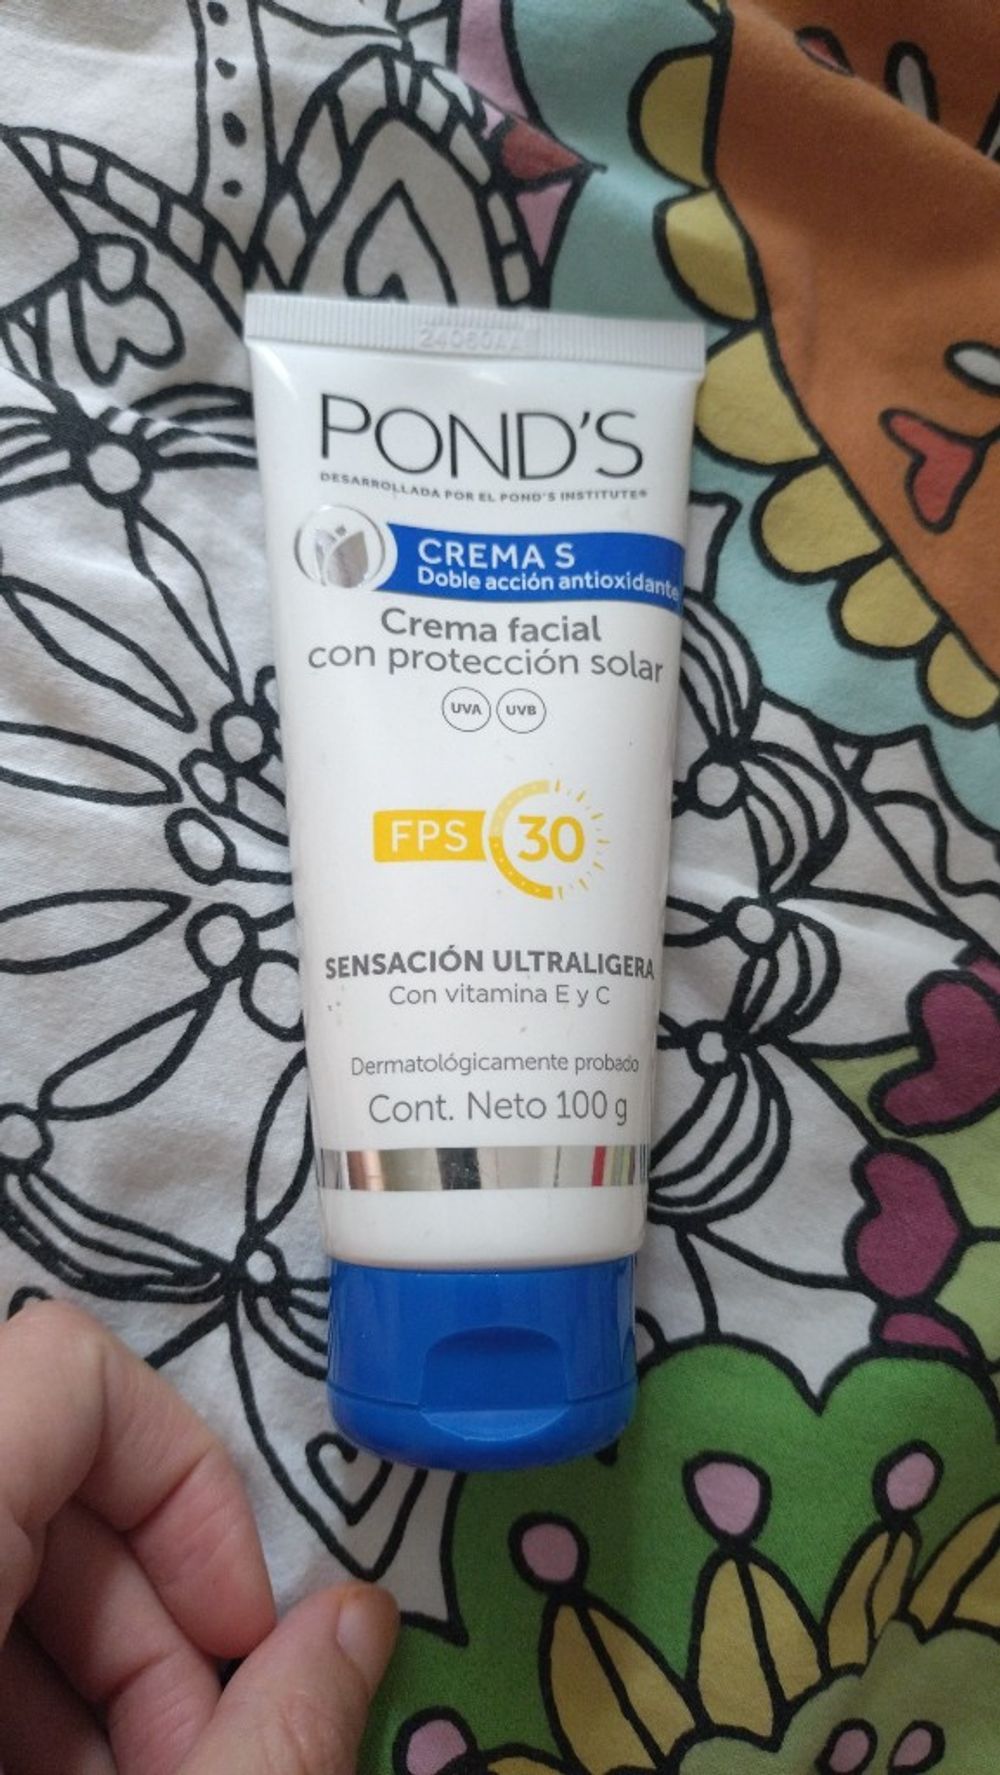 24060AA
POND'S
DESARROLLADA POR EL POND'S INSTITUTE®
CREMA S
Doble acción antioxidante
Crema facial
con protección solar
UVA UVB
FPS 30
SENSACIÓN ULTRALIGERA
Con vitamina E y C
Dermatológicamente probado
Cont. Neto 100 g